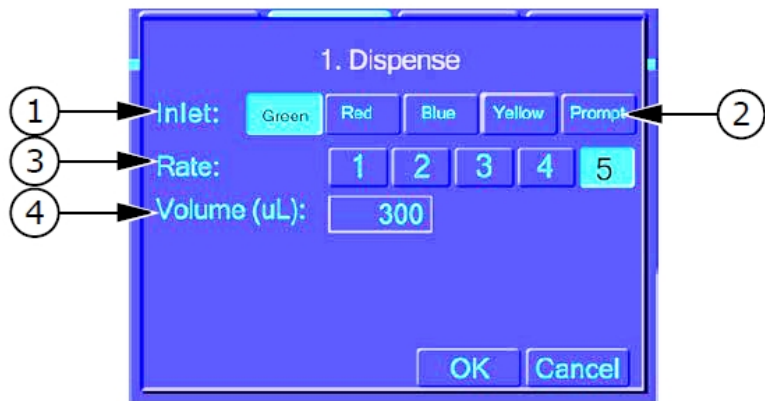 1. Dispense
1 Inlet: Green Red Blue Yellow Prompt 2
3 Rate: 1 2 3 4 5
4 Volume (uL): 300
OK Cancel